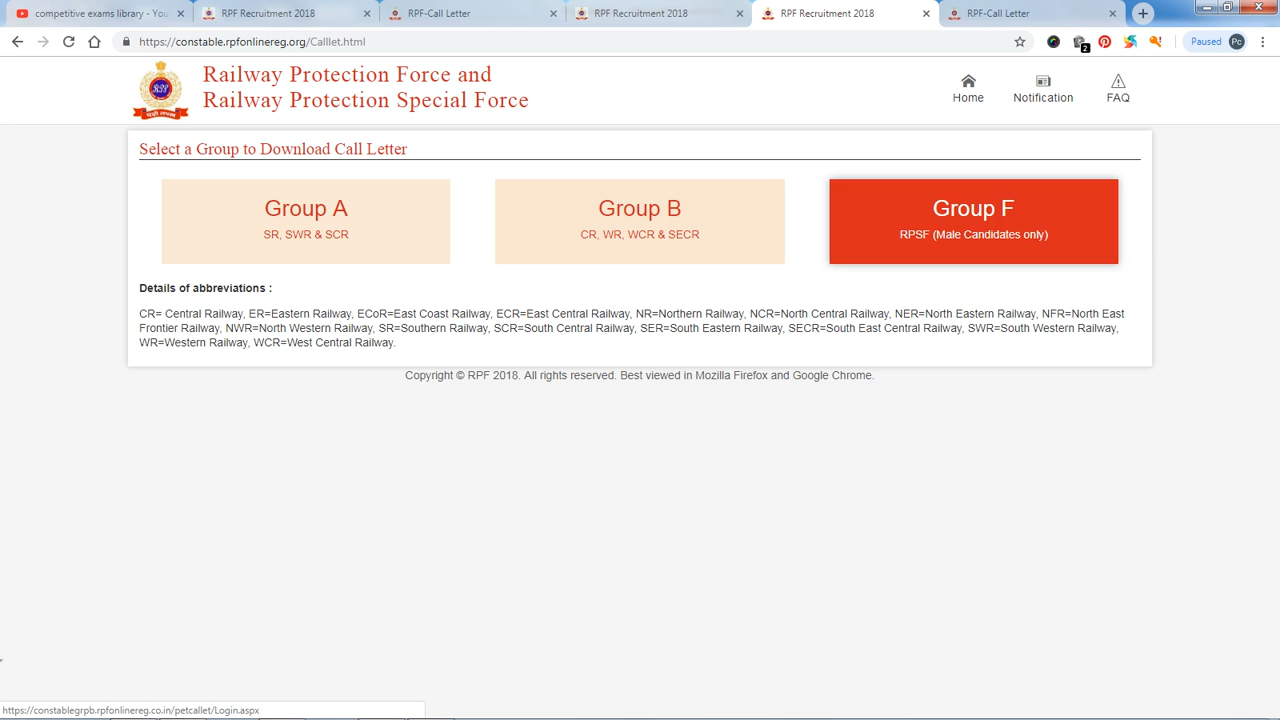 competitive exams library - You
RPF Recruitment 2018
RPF-Call Letter
RPF Recruitment 2018
RPF Recruitment 2018
RPF-Call Letter
https://constable.rpfonlinereg.org/Calllet.html
2
Paused
Pc
Railway Protection Force and
Railway Protection Special Force
Home
Notification
FAQ
Select a Group to Download Call Letter
Group A
SR, SWR & SCR
Group B
CR, WR, WCR & SECR
Group F
RPSF (Male Candidates only)
Details of abbreviations :
CR= Central Railway, ER=Eastern Railway, ECoR=East Coast Railway, ECR=East Central Railway, NR=Northern Railway, NCR=North Central Railway, NER=North Eastern Railway, NFR=North East
Frontier Railway, NWR=North Western Railway, SR=Southern Railway, SCR=South Central Railway, SER=South Eastern Railway, SECR=South East Central Railway, SWR=South Western Railway,
WR=Western Railway, WCR=West Central Railway.
Copyright © RPF 2018. All rights reserved. Best viewed in Mozilla Firefox and Google Chrome.
https://constablegrpb.rpfonlinereg.co.in/petcallet/Login.aspx